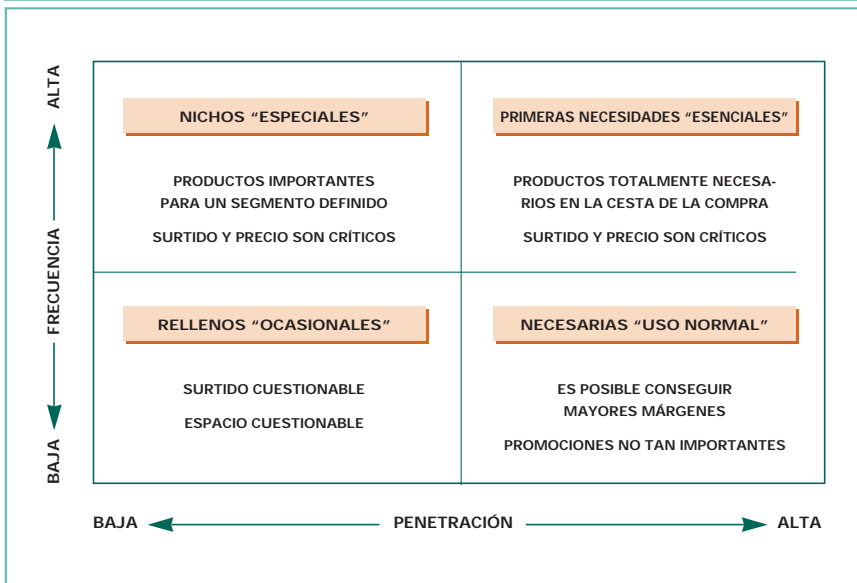 ALTA
NICHOS “ESPECIALES”
PRODUCTOS IMPORTANTES
PARA UN SEGMENTO DEFINIDO
SURTIDO Y PRECIO SON CRÍTICOS
PRIMERAS NECESIDADES “ESENCIALES”
PRODUCTOS TOTALMENTE NECESA-
RIOS EN LA CESTA DE LA COMPRA
SURTIDO Y PRECIO SON CRÍTICOS
FRECUENCIA
RELLENOS “OCASIONALES”
SURTIDO CUESTIONABLE
ESPACIO CUESTIONABLE
NECESARIAS “USO NORMAL”
ES POSIBLE CONSEGUIR
MAYORES MÁRGENES
PROMOCIONES NO TAN IMPORTANTES
BAJA
BAJA
PENETRACIÓN
ALTA